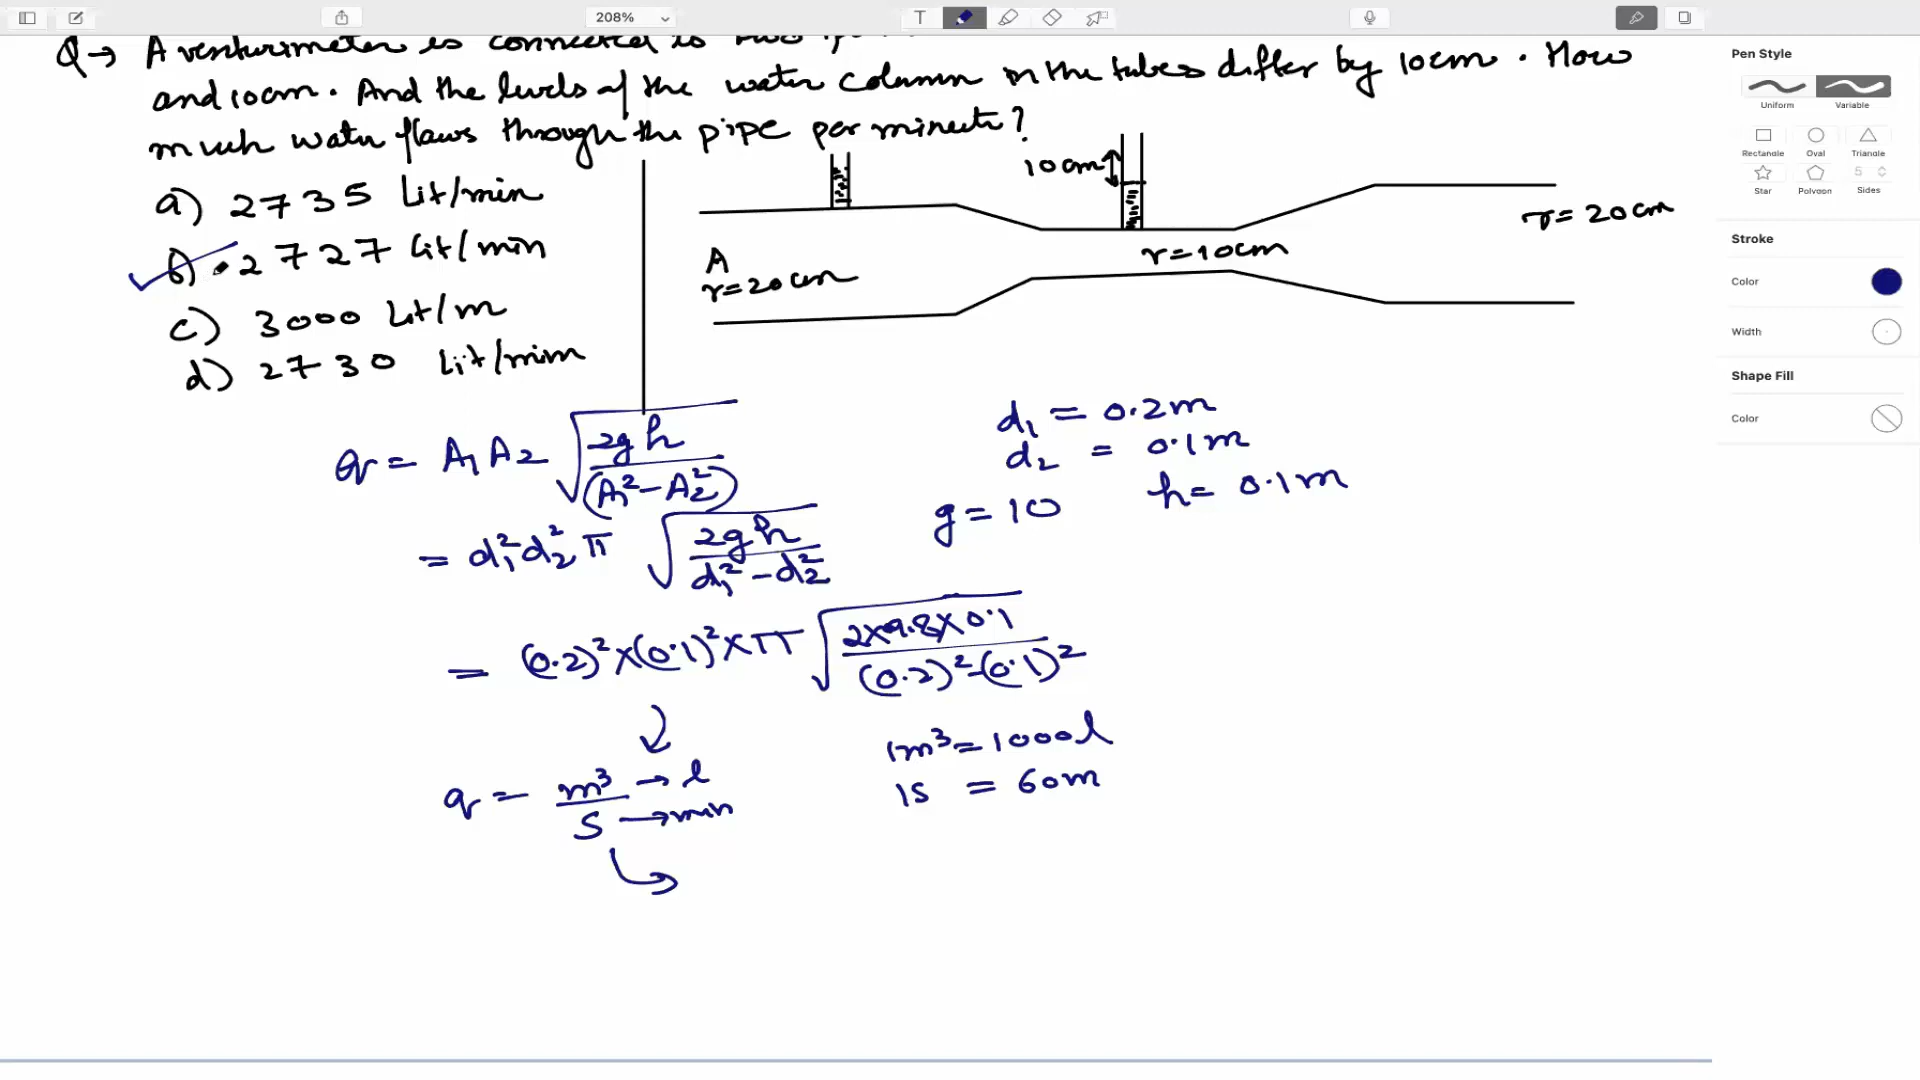 208%
T
Pen Style
Uniform Variable
Rectangle Oval Triangle
Star Polygon 5 Sides
Stroke
Color
Width
Shape Fill
Color
Q→ A venturimeter is connected is two
and 10cm. And the levels of the water column in the tubes differ by 10cm. How
much water flows through the pipe per minute?
a) 2735 Lit/min
b) 2727 Lit/min
c) 3000 Lit/m
d) 2730 Lit/min
10cm
A
r=20cm
r=10cm
r=20cm
q = A₁A₂ √(2gh/(A₁²-A₂²))
= d₁²d₂² π √(2gh/d₁²-d₂²)
= (0.2)²×(0.1)²×π √(2×9.8×0.1/(0.2)²-(0.1)²)
d₁ = 0.2m
d₂ = 0.1m
g=10 h= 0.1m
q = m³ → l
S → min
1m³=1000l
1S = 60m